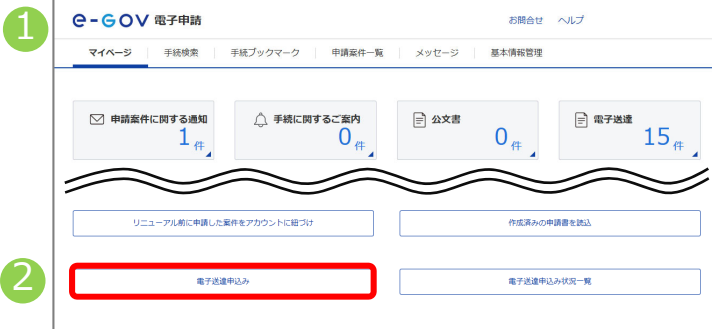 1
e-GOV 電子申請
お問合せ ヘルプ
マイページ 手続検索 手続ブックマーク 申請案件一覧 メッセージ 基本情報管理
申請案件に関する通知 手続に関するご案内 公文書 電子送達
1件 0件 0件 15件
リニューアル前に申請した案件をアカウントに紐づけ 作成済みの申請書を読込
2
電子送達申込み 電子送達申込み状況一覧